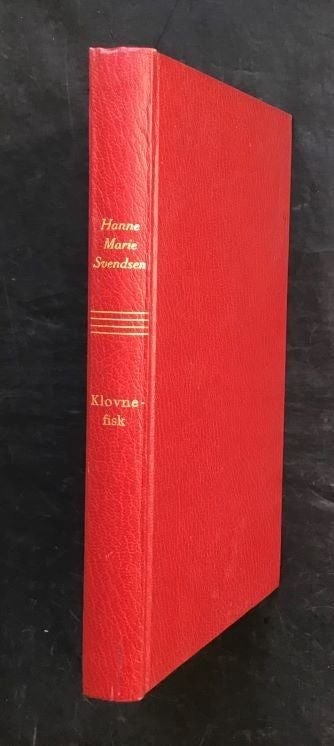 Hanne
Marie
Svendsen
Klovne-
fisk